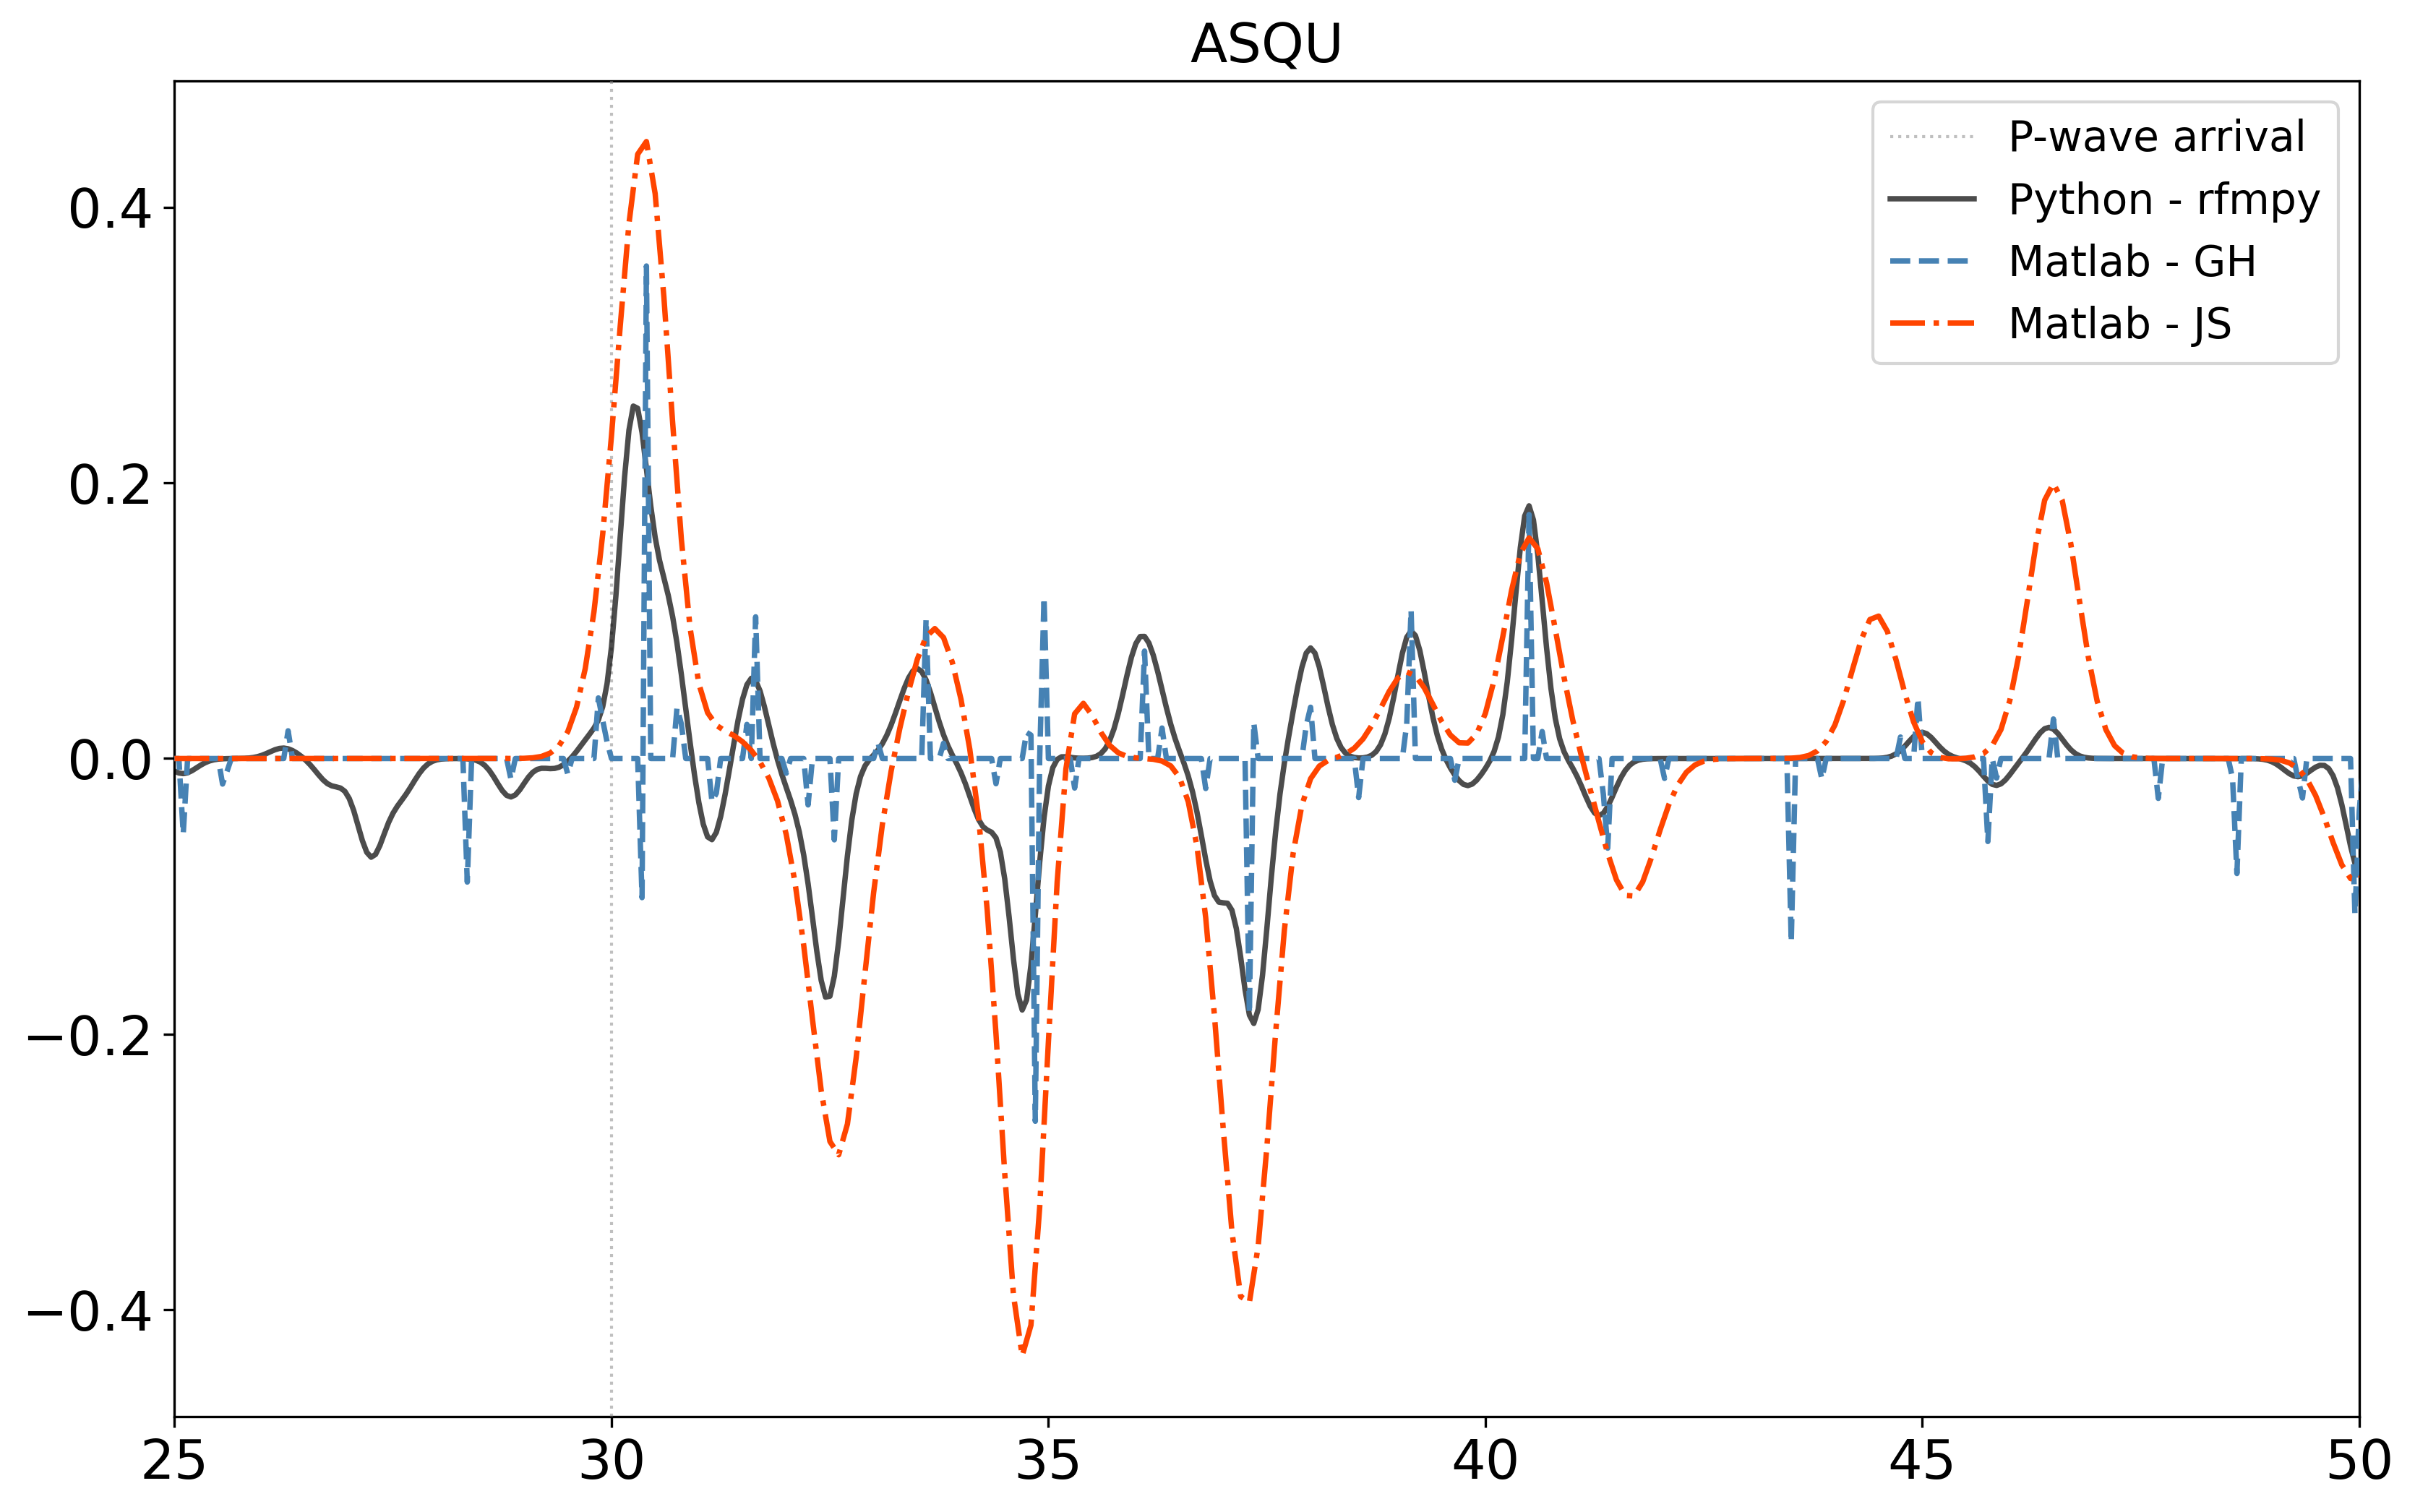 ASQU
P-wave arrival
Python - rfmpy
Matlab - GH
Matlab - JS
0.4
0.2
0.0
−0.2
−0.4
25 30 35 40 45 50